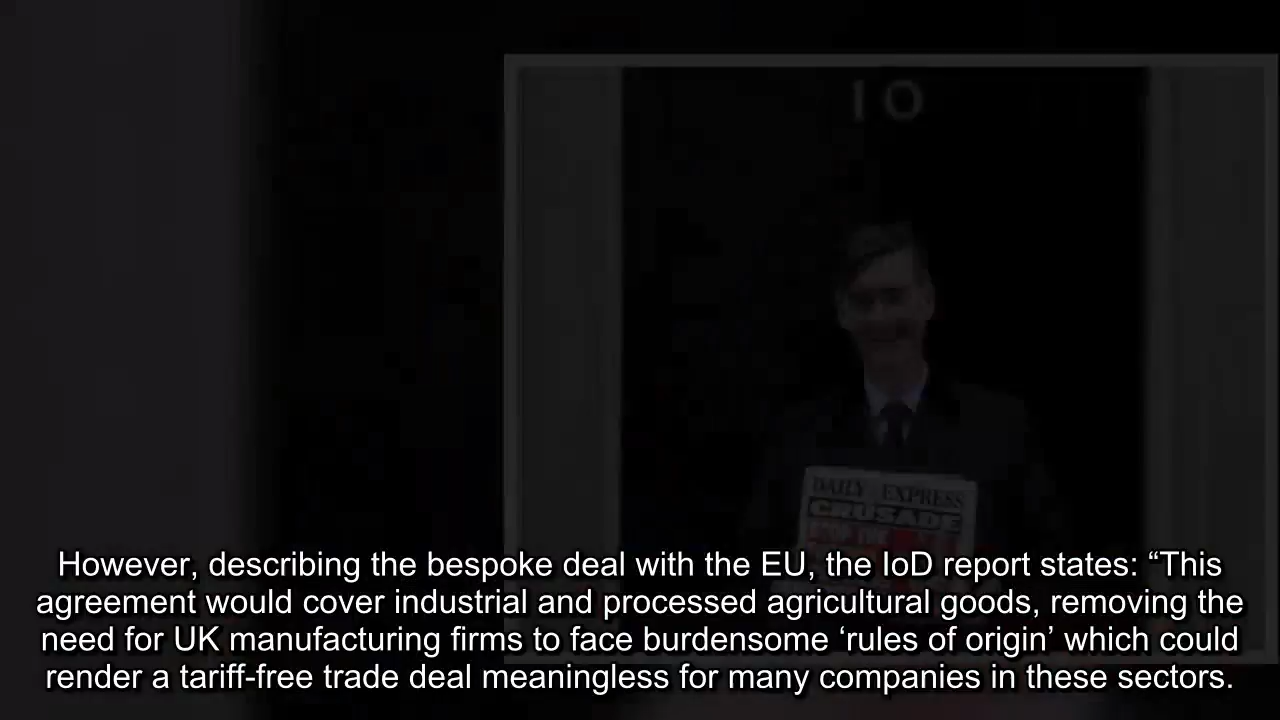 10
DAILY EXPRESS
CRUSADE
THE
However, describing the bespoke deal with the EU, the IoD report states: “This
agreement would cover industrial and processed agricultural goods, removing the
need for UK manufacturing firms to face burdensome ‘rules of origin’ which could
render a tariff-free trade deal meaningless for many companies in these sectors.